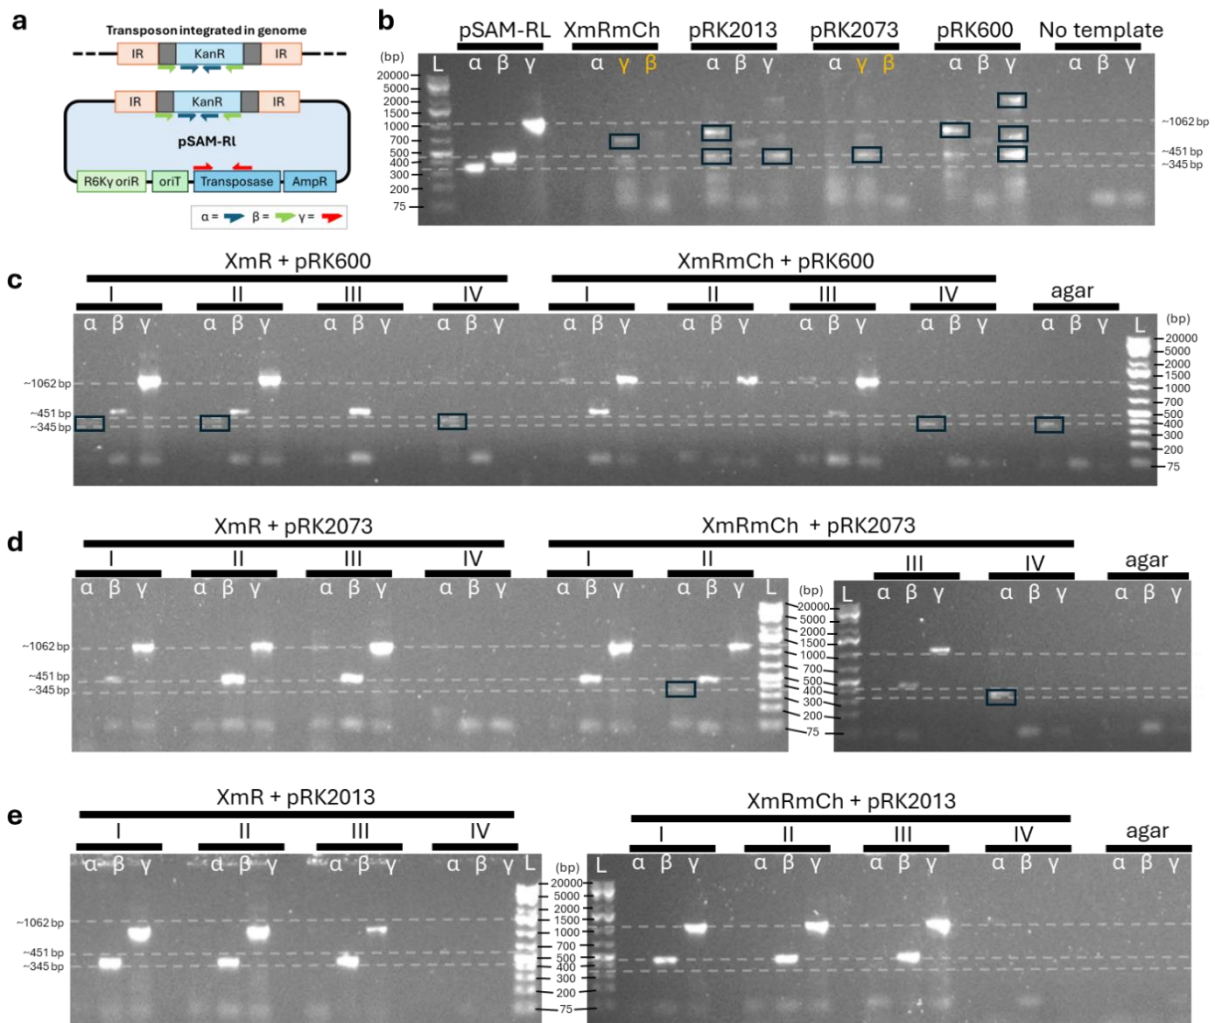 a
Transposon integrated in genome
IR KanR IR
IR KanR IR
pSAM-Rl
R6Kγ oriR oriT Transposase AmpR
α = β = γ =
b
pSAM-RL XmRmCh pRK2013 pRK2073 pRK600 No template
(bp) L α β γ α γ β α β γ α γ β α β γ α β γ
20000
5000
2000
1500
1000
700
500
400
300
200
75
~1062 bp
~451 bp
~345 bp
c
XmR + pRK600 XmRmCh + pRK600
I II III IV I II III IV agar
α β γ α β γ α β γ α β γ α β γ α β γ α β γ α β γ α β γ L (bp)
~1062 bp
~451 bp
~345 bp
20000
5000
2000
1500
1000
700
500
400
300
200
75
d
XmR + pRK2073 XmRmCh + pRK2073
I II III IV I II III IV agar
α β γ α β γ α β γ α β γ α β γ α β γ L (bp) L α β γ α β γ α β γ
~1062 bp
~451 bp
~345 bp
20000
5000
2000
1500
1000
700
500
400
300
200
75
e
XmR + pRK2013 XmRmCh + pRK2013
I II III IV I II III IV agar
α β γ α β γ α β γ α β γ L (bp) L α β γ α β γ α β γ α β γ α β γ
~1062 bp
~451 bp
~345 bp
20000
5000
2000
1500
1000
700
500
400
300
200
75